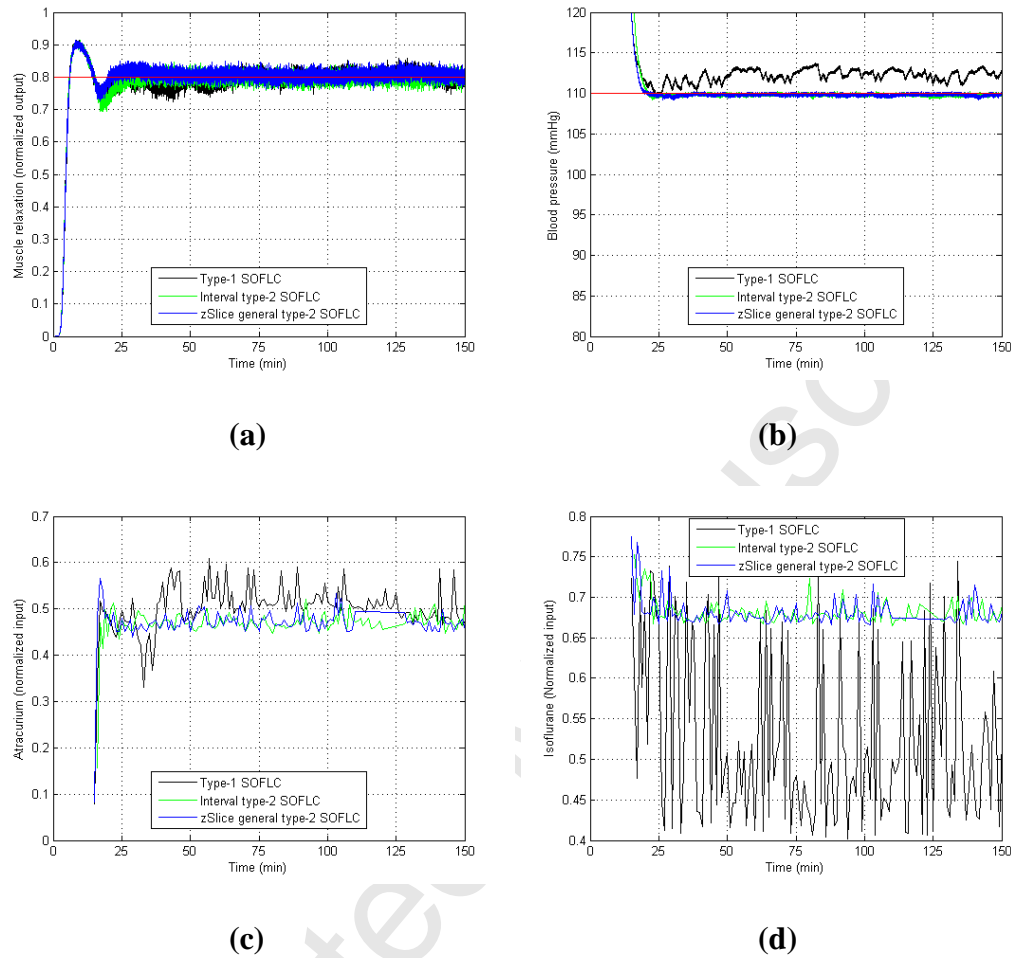 1
0.9
0.8
0.7
0.6
0.5
0.4
0.3
0.2
0.1
0
Muscle relaxation (normalized output)
Type-1 SOFLC
Interval type-2 SOFLC
zSlice general type-2 SOFLC
0 25 50 75 100 125 150
Time (min)
(a)
120
115
110
105
100
95
90
85
80
Blood pressure (mmHg)
Type-1 SOFLC
Interval type-2 SOFLC
zSlice general type-2 SOFLC
0 25 50 75 100 125 150
Time (min)
(b)
0.7
0.6
0.5
0.4
0.3
0.2
0.1
0
Atracurium (normalized input)
Type-1 SOFLC
Interval type-2 SOFLC
zSlice general type-2 SOFLC
0 25 50 75 100 125 150
Time (min)
(c)
0.8
0.75
0.7
0.65
0.6
0.55
0.5
0.45
0.4
Isoflurane (Normalized input)
Type-1 SOFLC
Interval type-2 SOFLC
zSlice general type-2 SOFLC
0 25 50 75 100 125 150
Time (min)
(d)